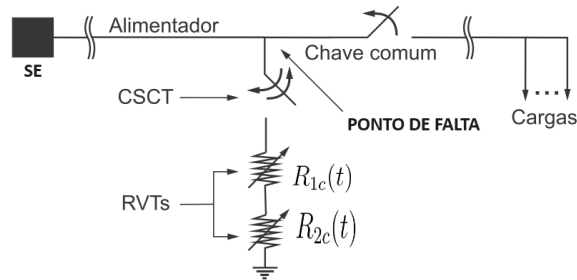 Alimentador
Chave comum
SE
CSCT
PONTO DE FALTA
Cargas
RVTs
R1c(t)
R2c(t)